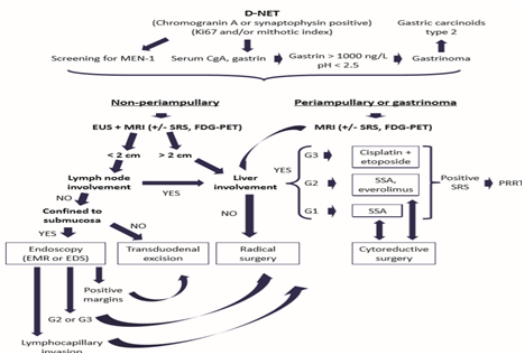 D-NET
(Chromogranin A or synaptophysin positive)
(Ki67 and/or mithotic index)
Gastric carcinoids
type 2
Screening for MEN-1
Serum CgA, gastrin
Gastrin > 1000 ng/L
pH < 2.5
Gastrinoma
Non-periampullary
Periampullary or gastrinoma
EUS + MRI (+/- SRS, FDG-PET)
MRI (+/- SRS, FDG-PET)
< 2 cm
> 2 cm
Lymph node
involvement
YES
Liver
involvement
YES
G3
Cisplatin +
etoposide
G2
SSA,
everolimus
G1
SSA
Positive
SRS
PRRT
NO
Confined to
submucosa
NO
NO
YES
Endoscopy
(EMR or EDS)
Transduodenal
excision
Radical
surgery
Cytoreductive
surgery
Positive
margins
G2 or G3
Lymphocapillary
invasion